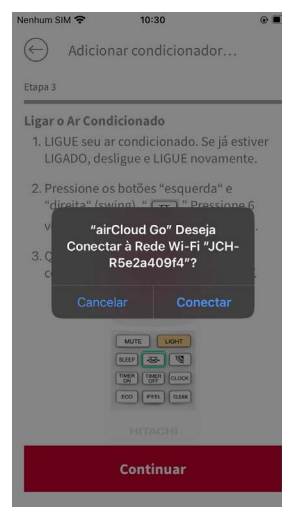 Nenhum SIM 10:30
Adicionar condicionador...
Etapa 3
Ligar o Ar Condicionado
1. LIGUE seu ar condicionado. Se já estiver
LIGADO, desligue e LIGUE novamente.
2. Pressione os botões "esquerda" e
"direita" (swing), " " Pressione 6
"airCloud Go" Deseja
Conectar à Rede Wi-Fi "JCH-
R5e2a409f4"?
Cancelar Conectar
3.
MUTE LIGHT
SLEEP
TIMER ON TIMER OFF CLOCK
ECO iFEEL CLEAN
HITACHI
Continuar